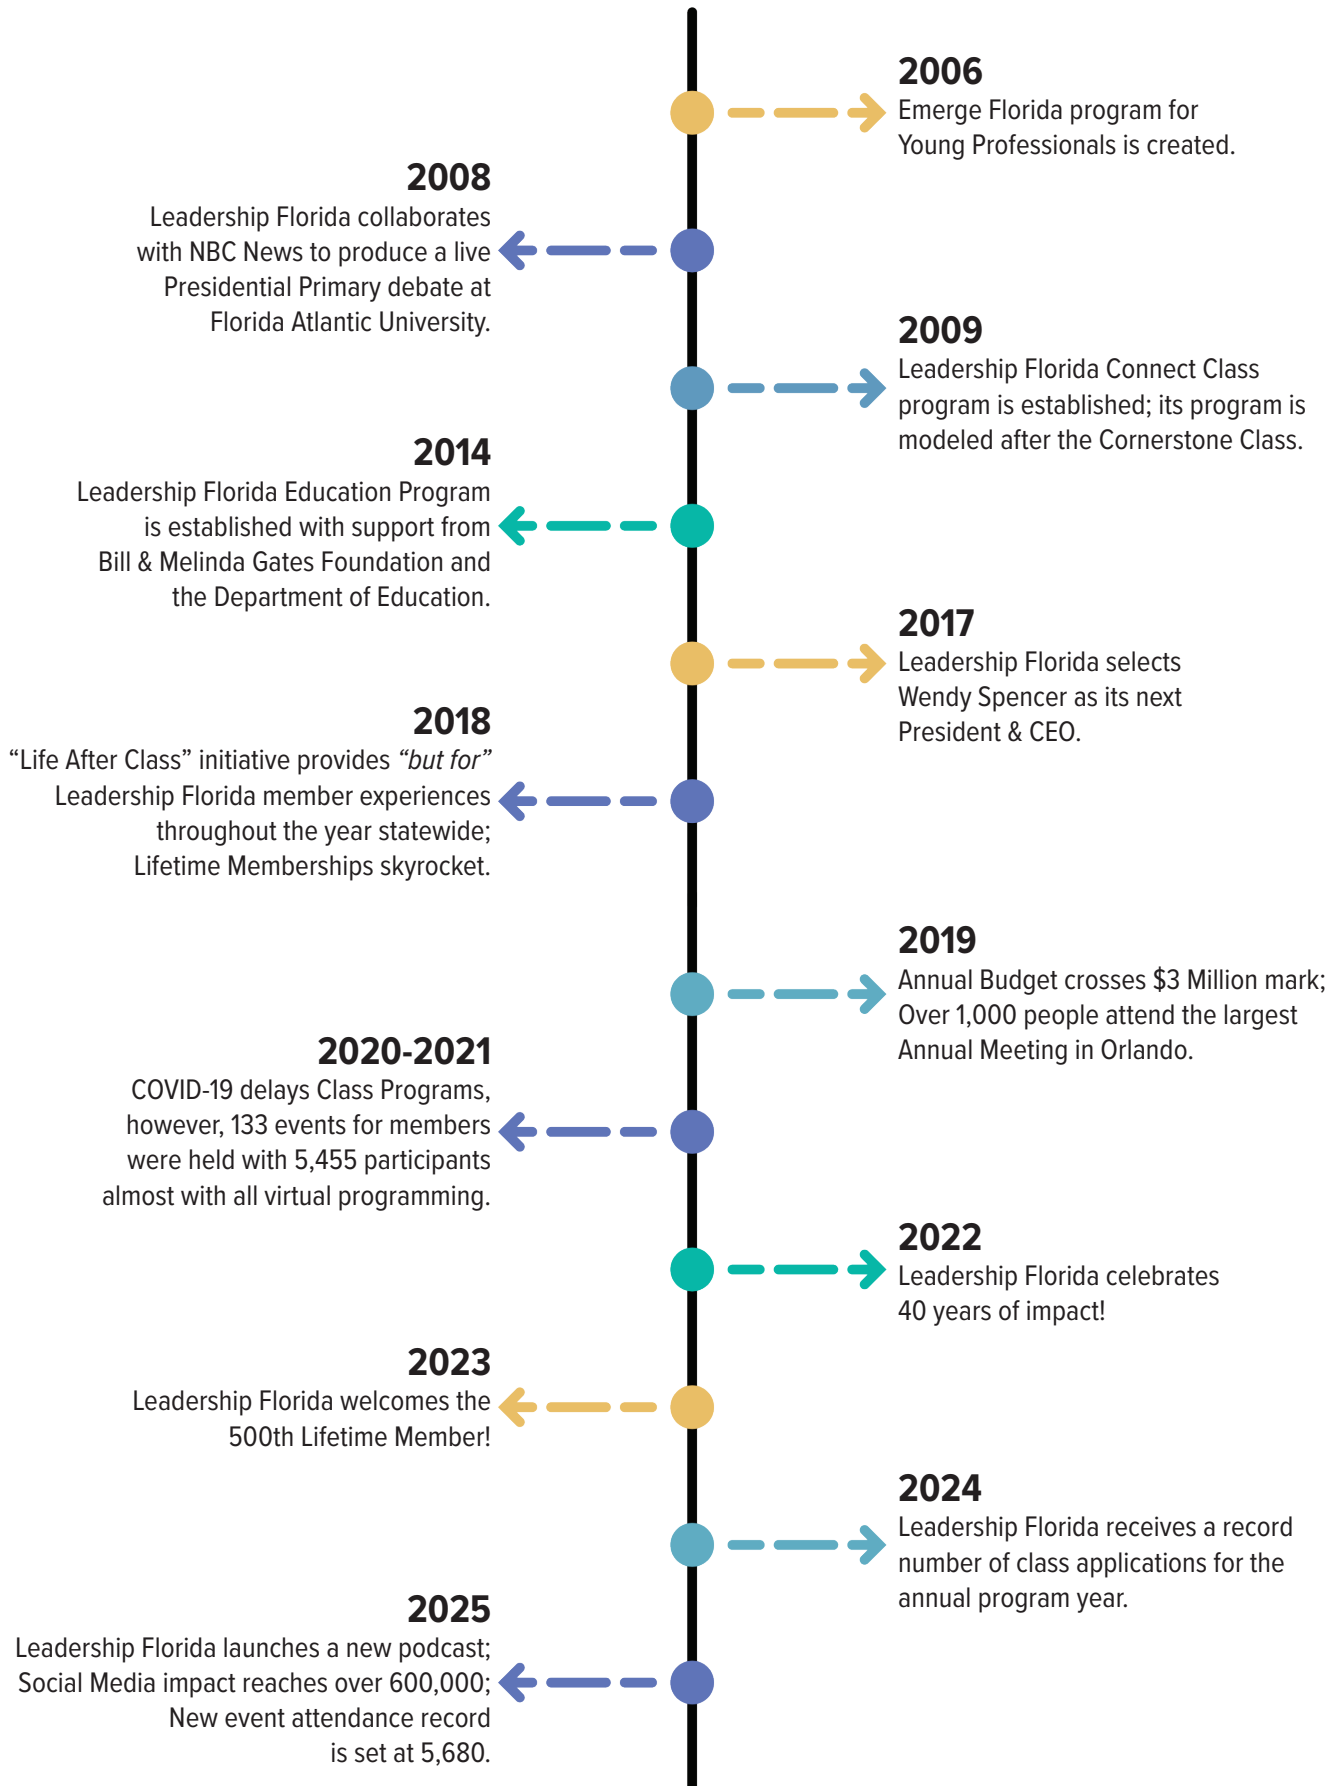 2006
Emerge Florida program for
Young Professionals is created.
2008
Leadership Florida collaborates
with NBC News to produce a live
Presidential Primary debate at
Florida Atlantic University.
2009
Leadership Florida Connect Class
program is established; its program is
modeled after the Cornerstone Class.
2014
Leadership Florida Education Program
is established with support from
Bill & Melinda Gates Foundation and
the Department of Education.
2017
Leadership Florida selects
Wendy Spencer as its next
President & CEO.
2018
“Life After Class” initiative provides “but for”
Leadership Florida member experiences
throughout the year statewide;
Lifetime Memberships skyrocket.
2019
Annual Budget crosses $3 Million mark;
Over 1,000 people attend the largest
Annual Meeting in Orlando.
2020-2021
COVID-19 delays Class Programs,
however, 133 events for members
were held with 5,455 participants
almost with all virtual programming.
2022
Leadership Florida celebrates
40 years of impact!
2023
Leadership Florida welcomes the
500th Lifetime Member!
2024
Leadership Florida receives a record
number of class applications for the
annual program year.
2025
Leadership Florida launches a new podcast;
Social Media impact reaches over 600,000;
New event attendance record
is set at 5,680.